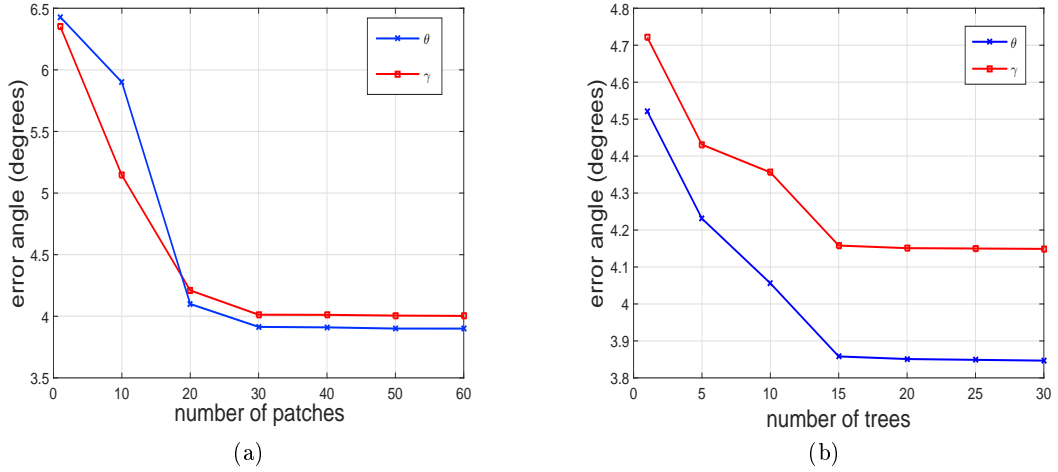 6.5
6
5.5
5
4.5
4
3.5
error angle (degrees)
0 10 20 30 40 50 60
number of patches
θ
γ
(a)
4.8
4.7
4.6
4.5
4.4
4.3
4.2
4.1
4
3.9
3.8
error angle (degrees)
0 5 10 15 20 25 30
number of trees
θ
γ
(b)